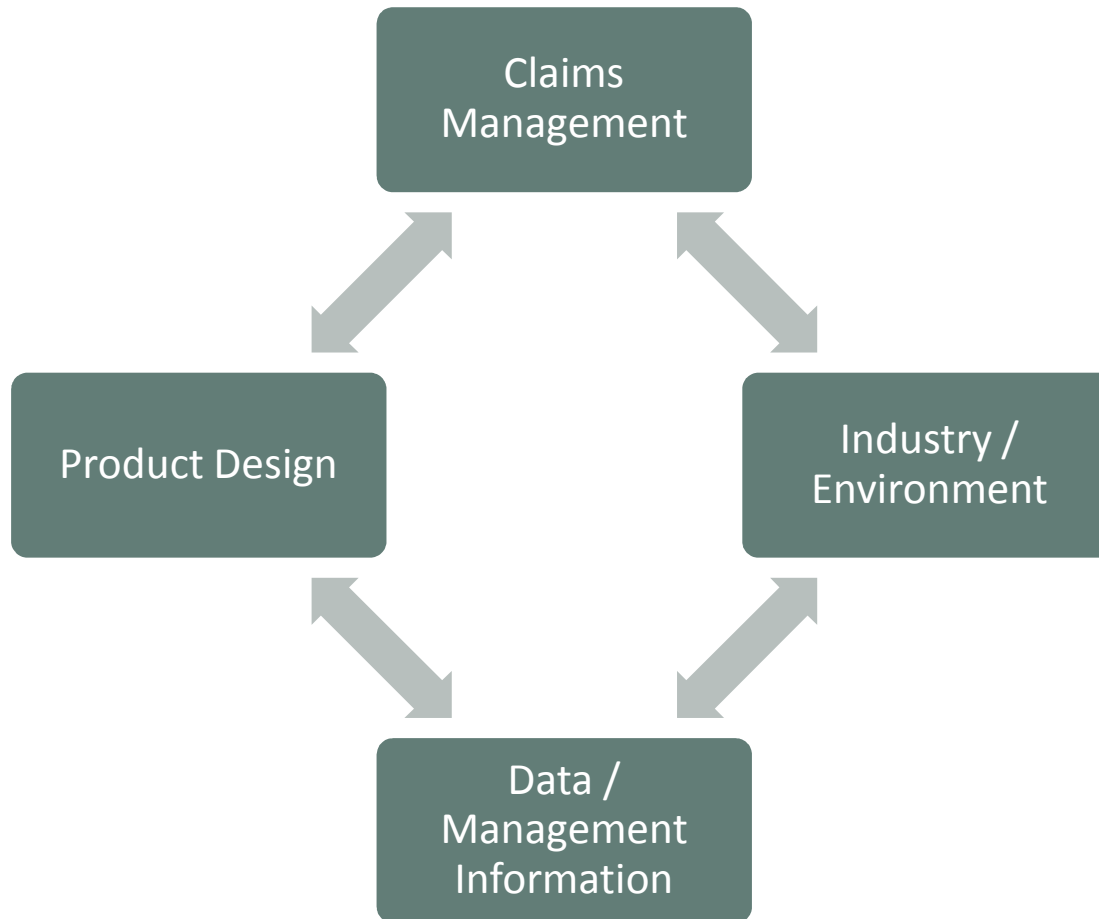 Claims
Management
Product Design
Industry /
Environment
Data /
Management
Information